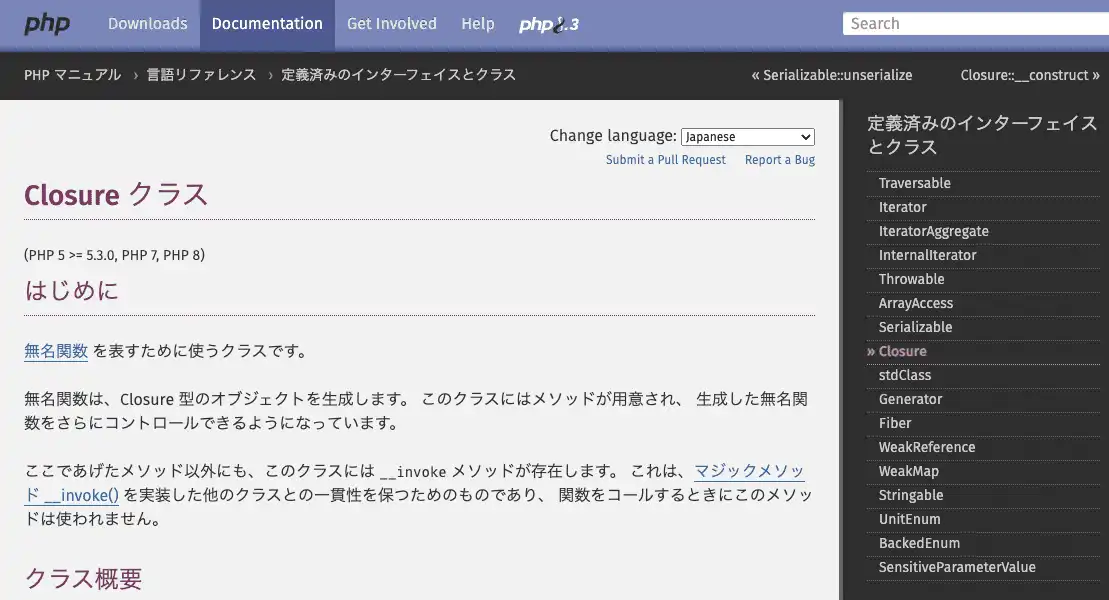 php Downloads Documentation Get Involved Help php8.3 Search
PHP マニュアル › 言語リファレンス › 定義済みのインターフェイスとクラス
« Serializable::unserialize Closure::__construct »
Change language: Japanese
Submit a Pull Request Report a Bug
Closure クラス
(PHP 5 >= 5.3.0, PHP 7, PHP 8)
はじめに
無名関数 を表すために使うクラスです。
無名関数は、Closure 型のオブジェクトを生成します。 このクラスにはメソッドが用意され、 生成した無名関
数をさらにコントロールできるようになっています。
ここであげたメソッド以外にも、このクラスには __invoke メソッドが存在します。 これは、マジックメソッ
ド __invoke() を実装した他のクラスとの一貫性を保つためのものであり、 関数をコールするときにこのメソッ
ドは使われません。
クラス概要
定義済みのインターフェイス
とクラス
Traversable
Iterator
IteratorAggregate
InternalIterator
Throwable
ArrayAccess
Serializable
» Closure
stdClass
Generator
Fiber
WeakReference
WeakMap
Stringable
UnitEnum
BackedEnum
SensitiveParameterValue